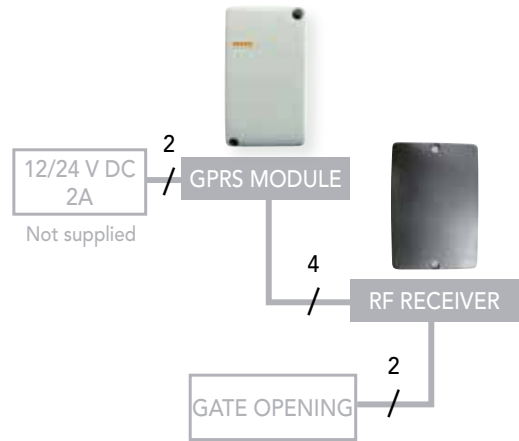 2
12/24 V DC
2A
GPRS MODULE
Not supplied
4
RF RECEIVER
2
GATE OPENING